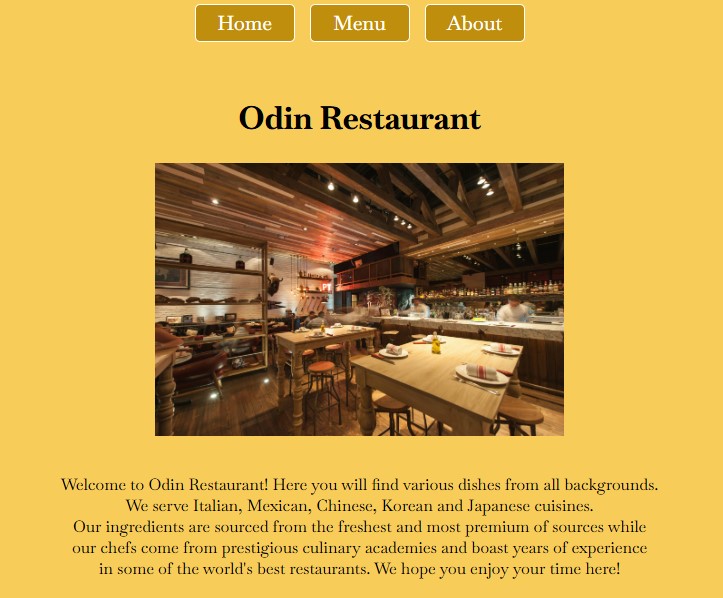 Home Menu About
Odin Restaurant
Welcome to Odin Restaurant! Here you will find various dishes from all backgrounds.
We serve Italian, Mexican, Chinese, Korean and Japanese cuisines.
Our ingredients are sourced from the freshest and most premium of sources while
our chefs come from prestigious culinary academies and boast years of experience
in some of the world's best restaurants. We hope you enjoy your time here!